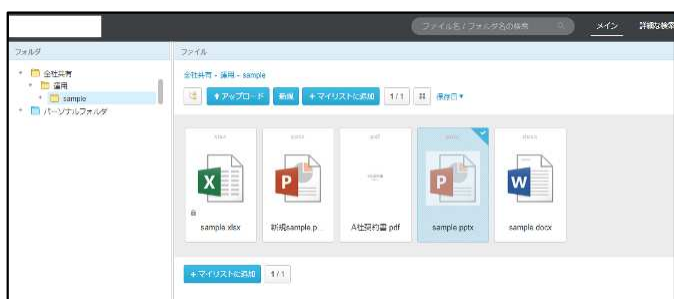 ファイル名 / フォルダ名の検索
メイン
詳細な検索
フォルダ
ファイル
会社共有
運用
sample
パーソナルフォルダ
会社共有 - 運用 - sample
アップロード
新規
+ マイリストに追加
1 / 1
保存日▼
xlsx
pptx
pdf
pptx
docx
X
P
P
W
sample.xlsx
新規sample.p...
A社契約書.pdf
sample.pptx
sample.docx
+ マイリストに追加
1 / 1